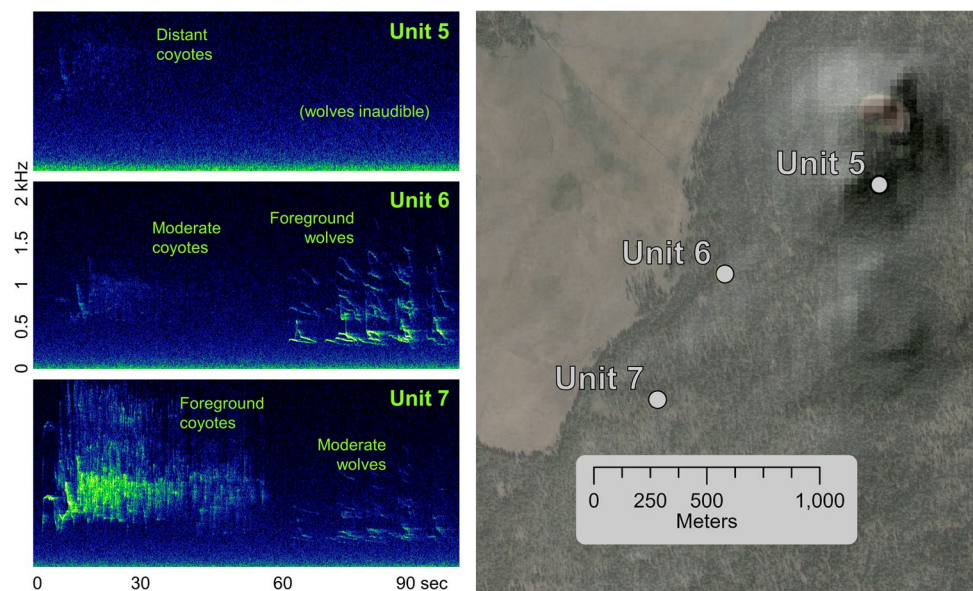 Unit 5
Distant
coyotes
(wolves inaudible)
Unit 6
Moderate
coyotes
Foreground
wolves
Unit 7
Foreground
coyotes
Moderate
wolves
0 0.5 1 1.5 2 kHz
0 30 60 90 sec
Unit 5
Unit 6
Unit 7
0 250 500 1,000
Meters